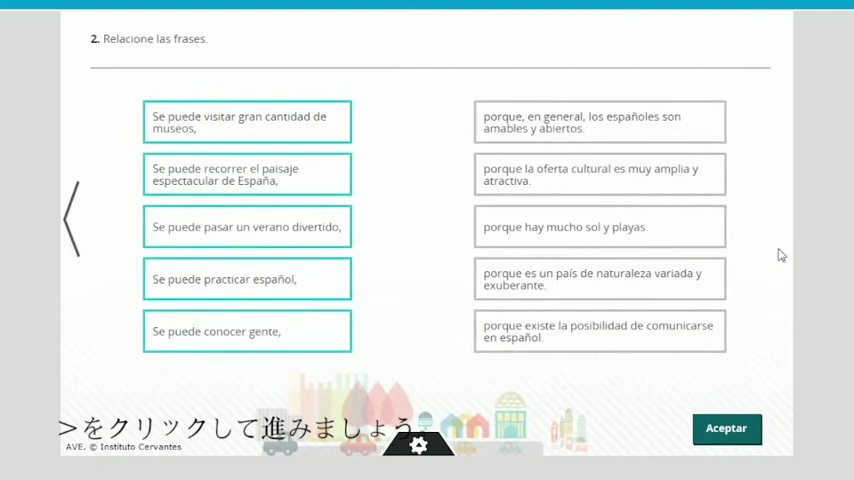 2. Relacione las frases.
Se puede visitar gran cantidad de
museos,
porque, en general, los españoles son
amables y abiertos.
Se puede recorrer el paisaje
espectacular de España,
porque la oferta cultural es muy amplia y
atractiva.
Se puede pasar un verano divertido,
porque hay mucho sol y playas.
Se puede practicar español,
porque es un país de naturaleza variada y
exuberante.
Se puede conocer gente,
porque existe la posibilidad de comunicarse
en español.
>をクリックして進みましょう。
Aceptar
AVE. © Instituto Cervantes